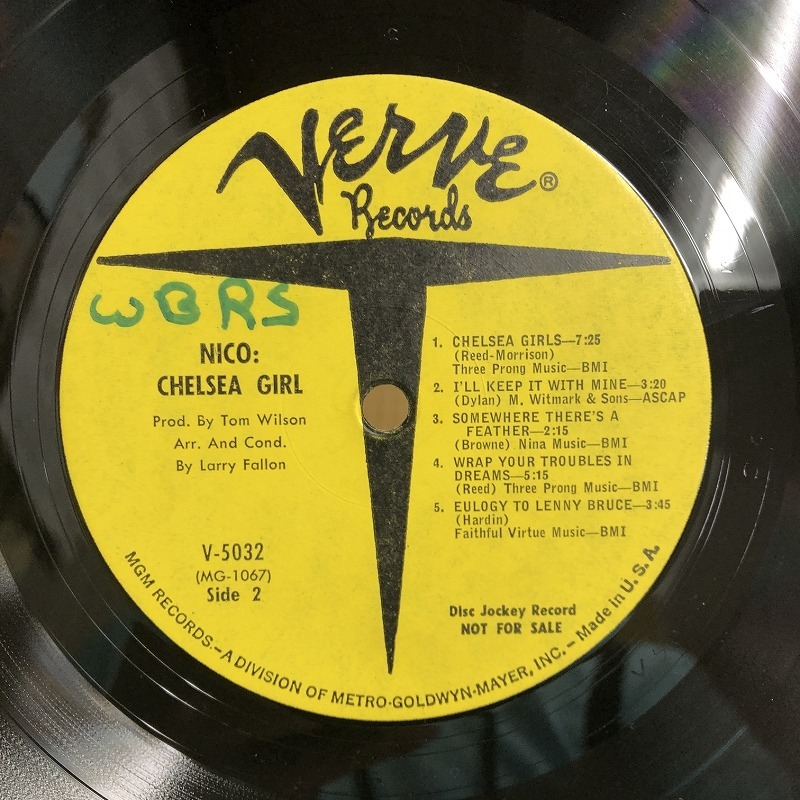 VERVE ®
Records
WBRS
NICO:
CHELSEA GIRL
Prod. By Tom Wilson
Arr. And Cond.
By Larry Fallon
V-5032
(MG-1067)
Side 2
1. CHELSEA GIRLS—7:25
(Reed-Morrison)
Three Prong Music—BMI
2. I'LL KEEP IT WITH MINE—3:20
(Dylan) M. Witmark & Sons—ASCAP
3. SOMEWHERE THERE'S A
FEATHER—2:15
(Browne) Nina Music—BMI
4. WRAP YOUR TROUBLES IN
DREAMS—5:15
(Reed) Three Prong Music—BMI
5. EULOGY TO LENNY BRUCE—3:45
(Hardin)
Faithful Virtue Music—BMI
Disc Jockey Record
NOT FOR SALE
MGM RECORDS.—A DIVISION OF METRO-GOLDWYN-MAYER, INC.—Made in U.S.A.